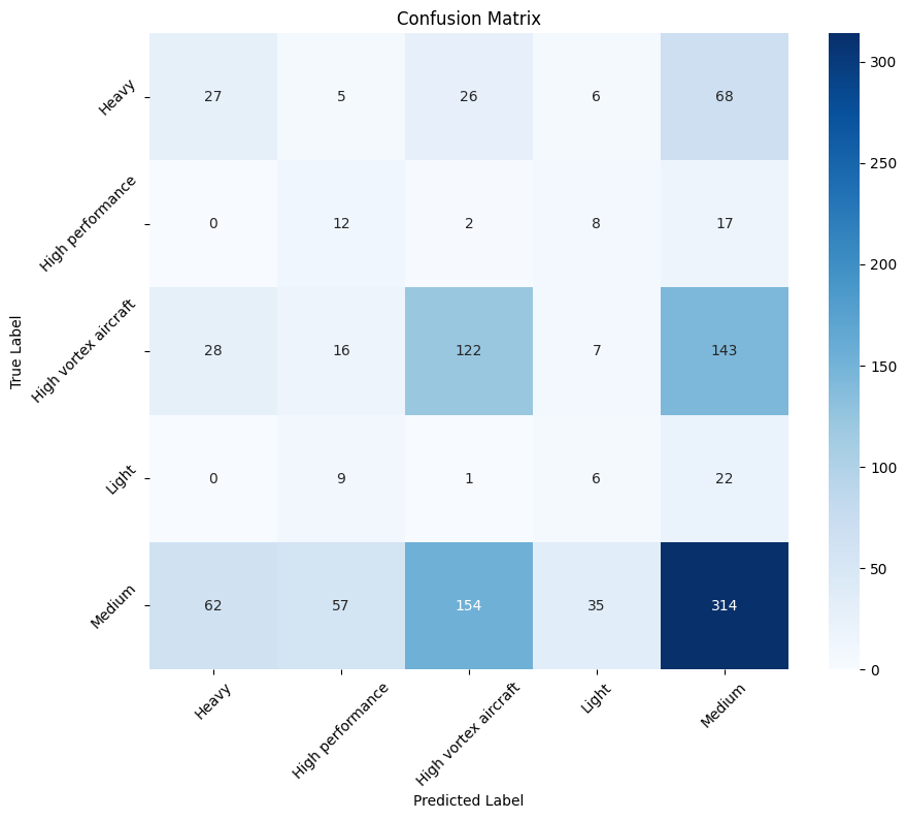 Confusion Matrix
True Label
Heavy
27 5 26 6 68
High performance
0 12 2 8 17
High vortex aircraft
28 16 122 7 143
Light
0 9 1 6 22
Medium
62 57 154 35 314
Heavy
High performance
High vortex aircraft
Light
Medium
Predicted Label
300
250
200
150
100
50
0